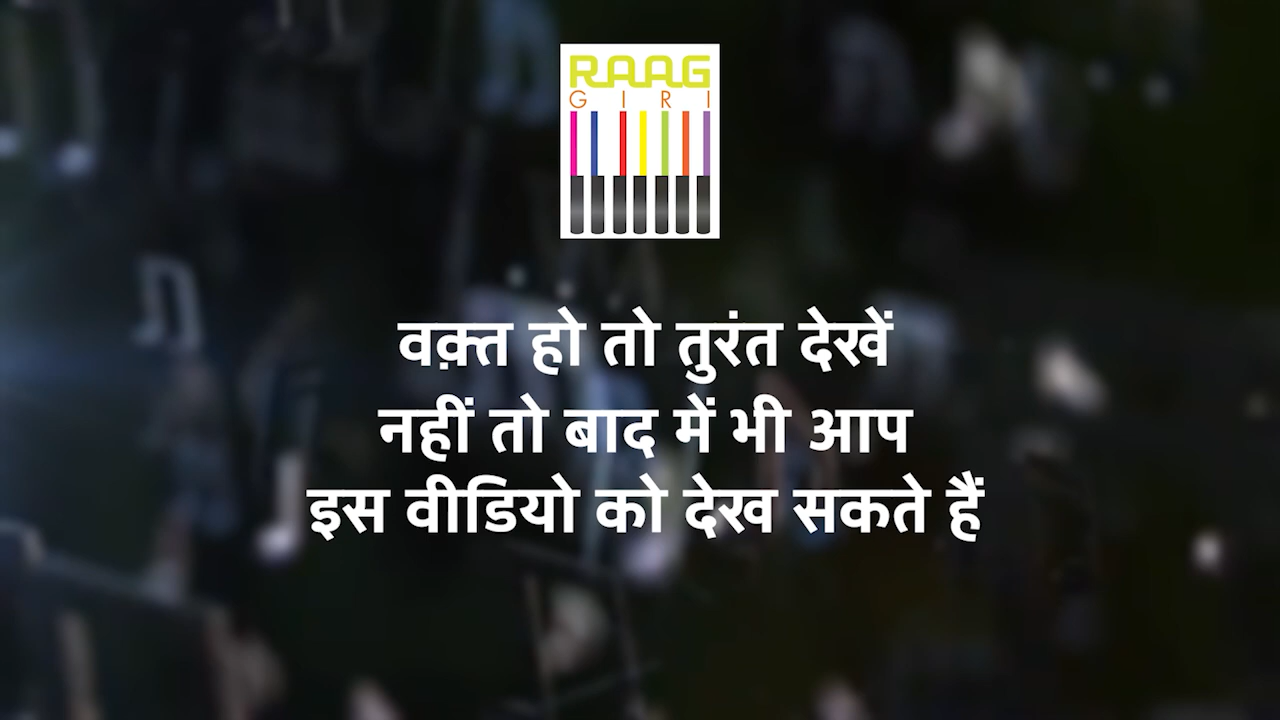 RAAG
GIRI
वक़्त हो तो तुरंत देखें
नहीं तो बाद में भी आप
इस वीडियो को देख सकते हैं